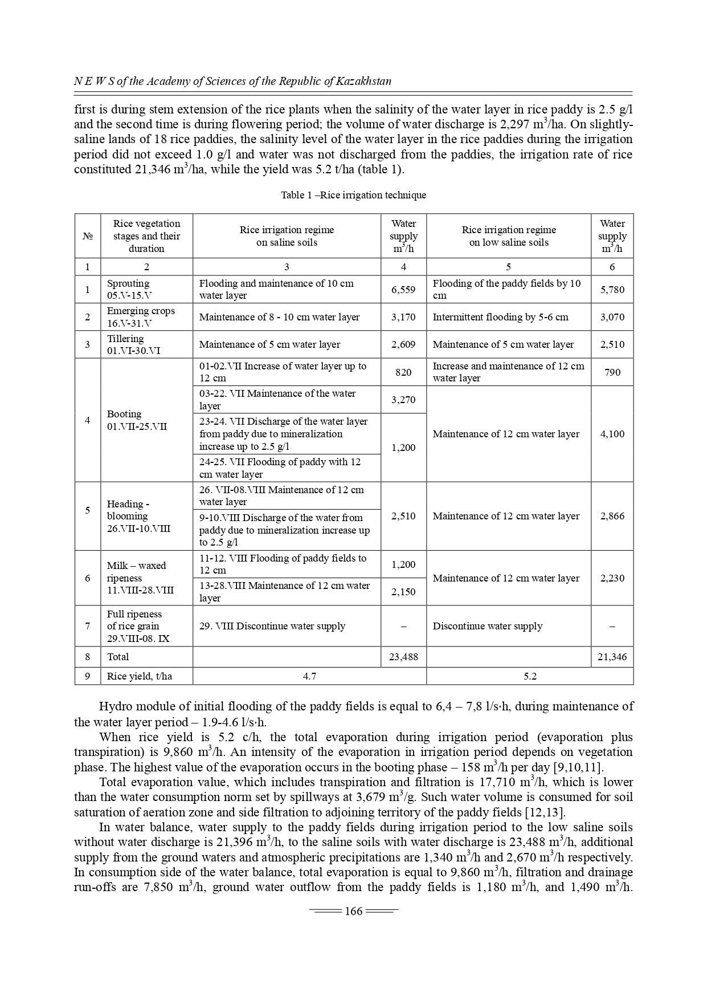 N E W S of the Academy of Sciences of the Republic of Kazakhstan
first is during stem extension of the rice plants when the salinity of the water layer in rice paddy is 2.5 g/l
and the second time is during flowering period; the volume of water discharge is 2,297 m³/ha. On slightly-
saline lands of 18 rice paddies, the salinity level of the water layer in the rice paddies during the irrigation
period did not exceed 1.0 g/l and water was not discharged from the paddies, the irrigation rate of rice
constituted 21,346 m³/ha, while the yield was 5.2 t/ha (table 1).
Table 1 –Rice irrigation technique
№
Rice vegetation
stages and their
duration
Rice irrigation regime
on saline soils
Water
supply
m³/h
Rice irrigation regime
on low saline soils
Water
supply
m³/h
1 2 3 4 5 6
1
Sprouting
05.V-15.V
Flooding and maintenance of 10 cm
water layer
6,559
Flooding of the paddy fields by 10
cm
5,780
2
Emerging crops
16.V-31.V
Maintenance of 8 - 10 cm water layer
3,170
Intermittent flooding by 5-6 cm
3,070
3
Tillering
01.VI-30.VI
Maintenance of 5 cm water layer
2,609
Maintenance of 5 cm water layer
2,510
4
Booting
01.VII-25.VII
01-02.VII Increase of water layer up to
12 cm
820
Increase and maintenance of 12 cm
water layer
790
03-22. VII Maintenance of the water
layer
3,270
23-24. VII Discharge of the water layer
from paddy due to mineralization
increase up to 2.5 g/l
24-25. VII Flooding of paddy with 12
cm water layer
1,200
Maintenance of 12 cm water layer
4,100
5
Heading -
blooming
26.VII-10.VIII
26. VII-08.VIII Maintenance of 12 cm
water layer
9-10.VIII Discharge of the water from
paddy due to mineralization increase up
to 2.5 g/l
2,510
Maintenance of 12 cm water layer
2,866
6
Milk – waxed
ripeness
11.VIII-28.VIII
11-12. VIII Flooding of paddy fields to
12 cm
1,200
13-28.VIII Maintenance of 12 cm water
layer
2,150
Maintenance of 12 cm water layer
2,230
7
Full ripeness
of rice grain
29.VIII-08. IX
29. VIII Discontinue water supply
–
Discontinue water supply
–
8 Total 23,488 21,346
9 Rice yield, t/ha 4.7 5.2
Hydro module of initial flooding of the paddy fields is equal to 6,4 – 7,8 l/s·h, during maintenance of
the water layer period – 1.9-4.6 l/s·h.
When rice yield is 5.2 c/h, the total evaporation during irrigation period (evaporation plus
transpiration) is 9,860 m³/h. An intensity of the evaporation in irrigation period depends on vegetation
phase. The highest value of the evaporation occurs in the booting phase – 158 m³/h per day [9,10,11].
Total evaporation value, which includes transpiration and filtration is 17,710 m³/h, which is lower
than the water consumption norm set by spillways at 3,679 m³/g. Such water volume is consumed for soil
saturation of aeration zone and side filtration to adjoining territory of the paddy fields [12,13].
In water balance, water supply to the paddy fields during irrigation period to the low saline soils
without water discharge is 21,396 m³/h, to the saline soils with water discharge is 23,488 m³/h, additional
supply from the ground waters and atmospheric precipitations are 1,340 m³/h and 2,670 m³/h respectively.
In consumption side of the water balance, total evaporation is equal to 9,860 m³/h, filtration and drainage
run-offs are 7,850 m³/h, ground water outflow from the paddy fields is 1,180 m³/h, and 1,490 m³/h.
166